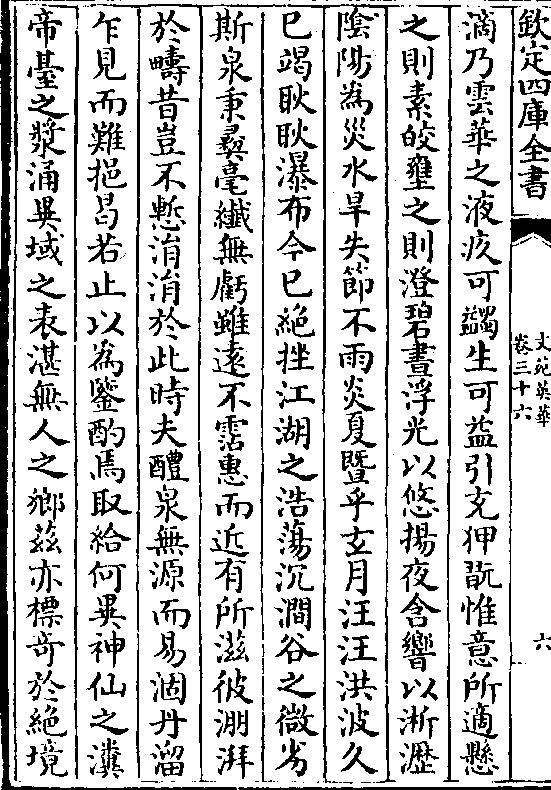 欽定四庫全書
文苑英華
卷三十六
六
滴乃雲華之液疾可蠲生可益引充狎翫惟意所適懸
之則素皎壅之則澄碧晝浮光以悠揚夜含響以淅瀝
陰陽為災水旱失節不雨炎夏暨乎玄月汪汪洪波久
已竭耿耿瀑布今已絶挫江湖之浩蕩沉澗谷之微劣
斯泉秉彛毫纎無虧雖遠不霑惠而近有所滋彼淜湃
於疇昔豈不慙涓涓於此時夫醴泉無源而易涸丹溜
乍見而難挹曷若止以為鑒酌焉取給何異神仙之瀵
帝臺之漿涌異域之表湛無人之鄉兹亦標奇於絶境